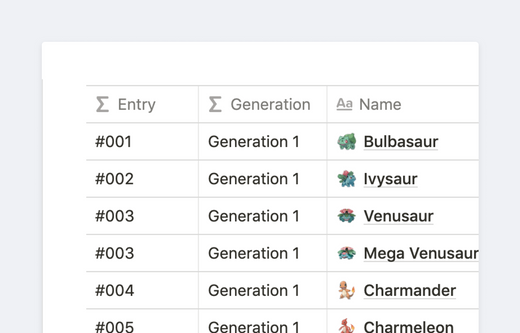 Σ Entry Σ Generation Aa Name
#001 Generation 1 Bulbasaur
#002 Generation 1 Ivysaur
#003 Generation 1 Venusaur
#003 Generation 1 Mega Venusaur
#004 Generation 1 Charmander
#005 Generation 1 Charmeleon